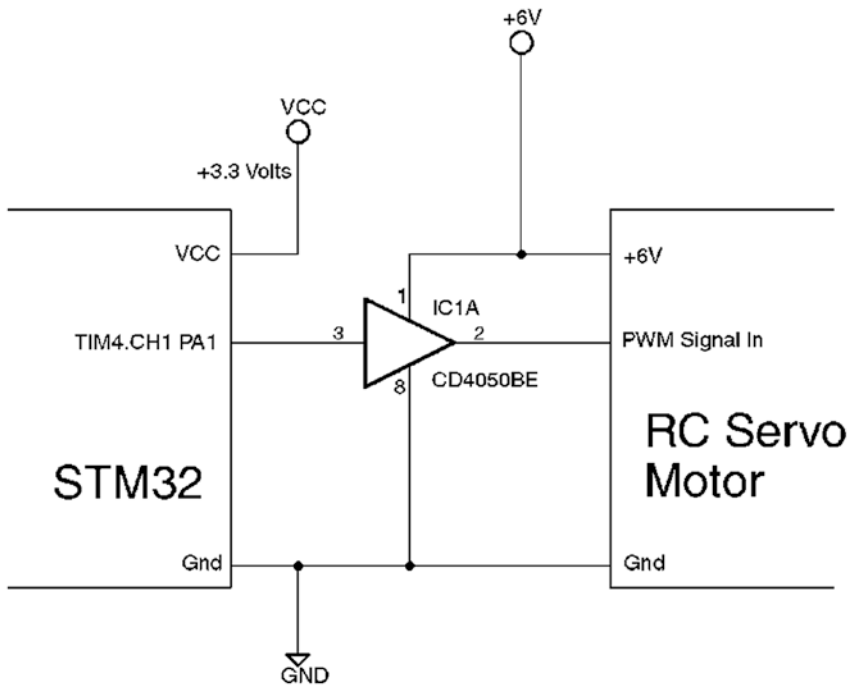 +6V
VCC
+3.3 Volts
VCC
+6V
1
IC1A
TIM4.CH1 PA1
3
2
PWM Signal In
8
CD4050BE
STM32
RC Servo
Motor
Gnd
Gnd
GND